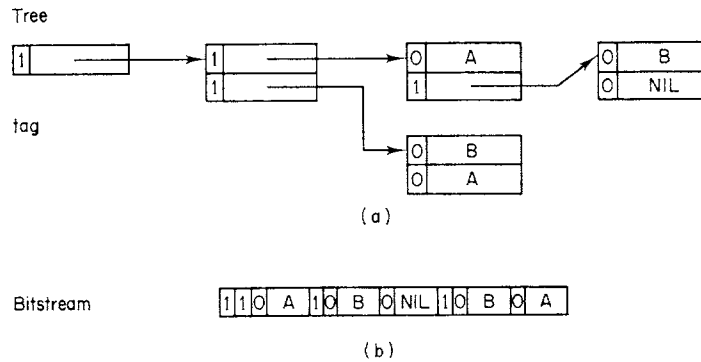 Tree
1 1 0 A 0 B
1 1 0 NIL
tag
0 B
0 A
(a)
Bitstream 1 1 0 A 1 0 B 0 NIL 1 0 B 0 A
(b)